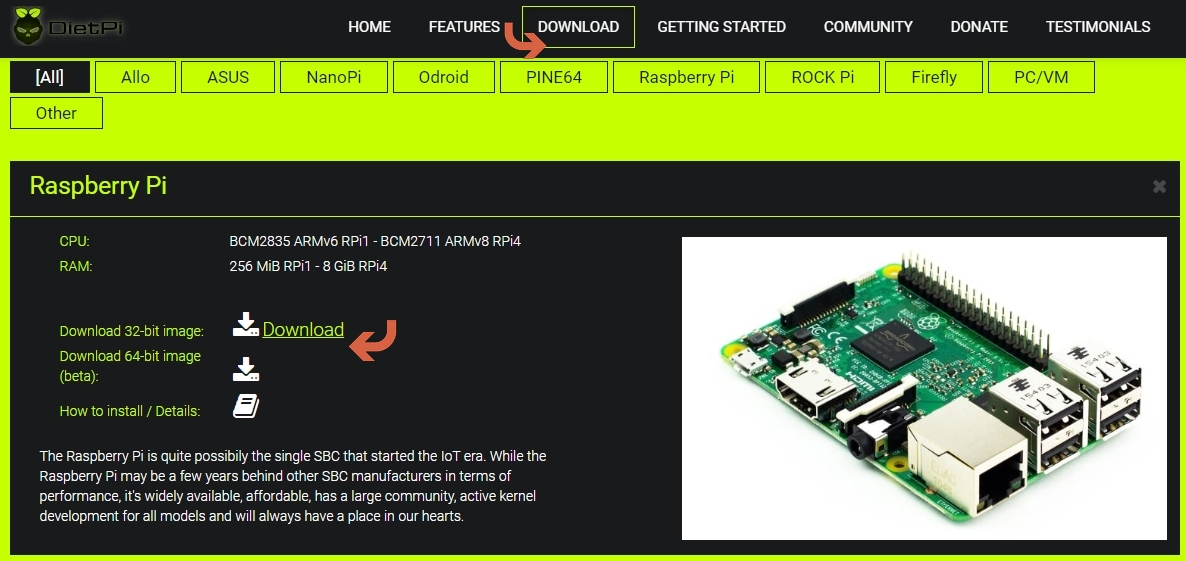 DietPi
HOME FEATURES DOWNLOAD GETTING STARTED COMMUNITY DONATE TESTIMONIALS
[All] Allo ASUS NanoPi Odroid PINE64 Raspberry Pi ROCK Pi Firefly PC/VM
Other
Raspberry Pi
CPU: BCM2835 ARMv6 RPi1 - BCM2711 ARMv8 RPi4
RAM: 256 MiB RPi1 - 8 GiB RPi4
Download 32-bit image: Download
Download 64-bit image
(beta):
How to install / Details:
The Raspberry Pi is quite possibily the single SBC that started the IoT era. While the
Raspberry Pi may be a few years behind other SBC manufacturers in terms of
performance, it's widely available, affordable, has a large community, active kernel
development for all models and will always have a place in our hearts.
HDMI
15403
15403